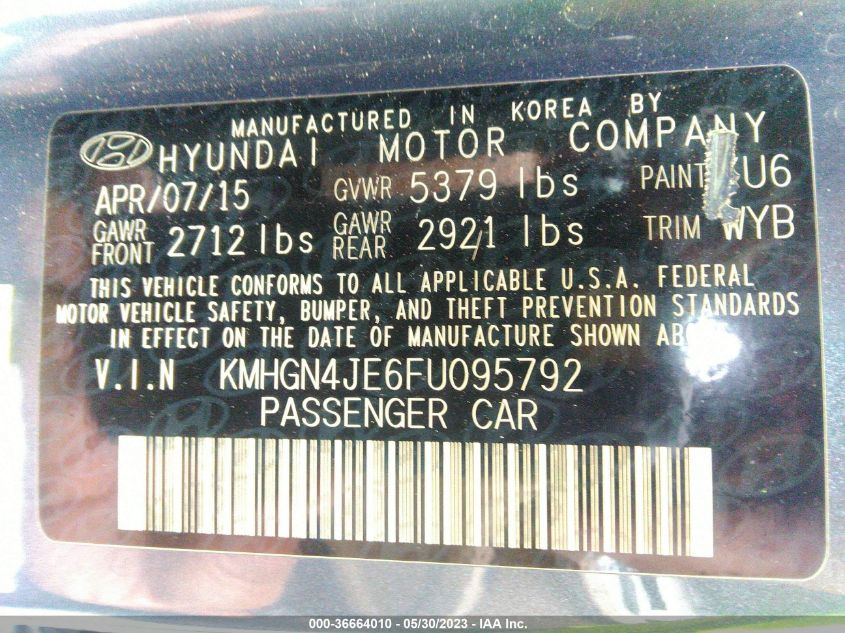 MANUFACTURED IN KOREA BY
HYUNDAI MOTOR COMPANY
APR/07/15 GVWR 5379 lbs PAINT U6
GAWR FRONT 2712 lbs GAWR REAR 2921 lbs TRIM WYB
THIS VEHICLE CONFORMS TO ALL APPLICABLE U.S.A. FEDERAL
MOTOR VEHICLE SAFETY, BUMPER, AND THEFT PREVENTION STANDARDS
IN EFFECT ON THE DATE OF MANUFACTURE SHOWN
V.I.N KMHGN4JE6FU095792
PASSENGER CAR
000-36664010 - 05/30/2023 - IAA Inc.